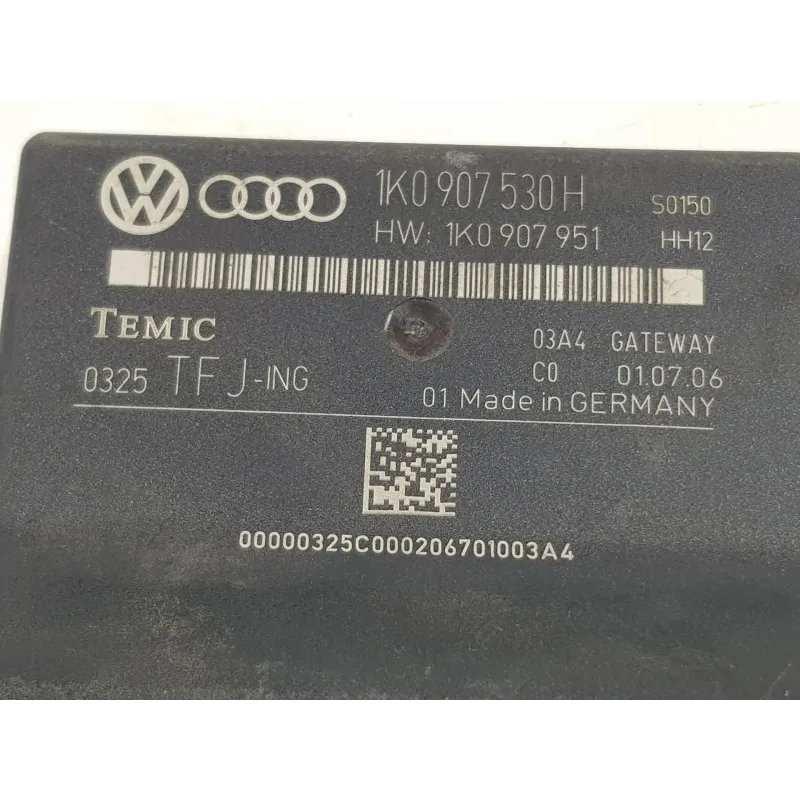 1K0 907 530 H S0150
HW: 1K0 907 951 HH12
TEMIC
03A4 GATEWAY
0325 TFJ-ING C0 01.07.06
01 Made in GERMANY
00000325C000206701003A4